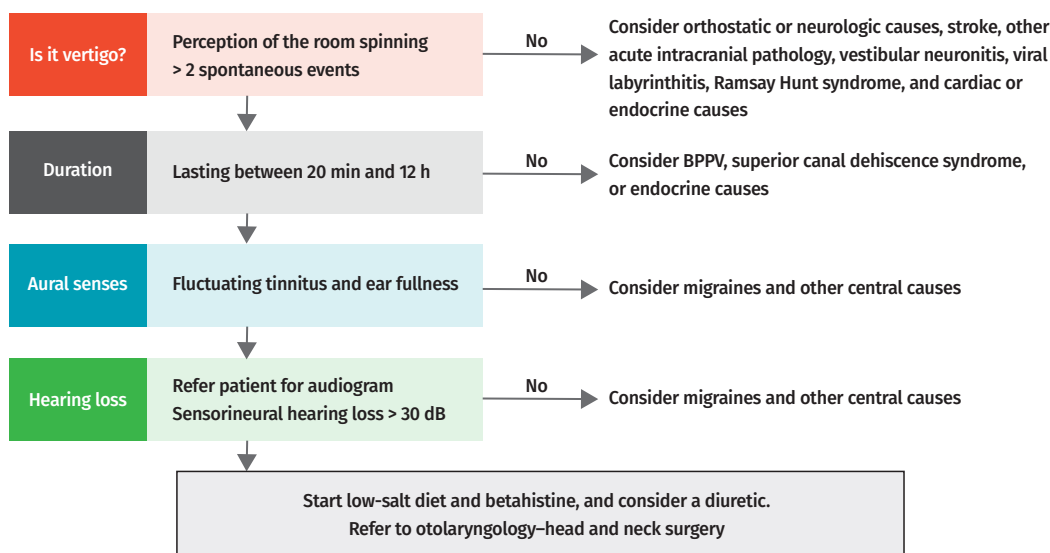 Is it vertigo?
Perception of the room spinning
> 2 spontaneous events
No
Consider orthostatic or neurologic causes, stroke, other
acute intracranial pathology, vestibular neuronitis, viral
labyrinthitis, Ramsay Hunt syndrome, and cardiac or
endocrine causes
Duration
Lasting between 20 min and 12 h
No
Consider BPPV, superior canal dehiscence syndrome,
or endocrine causes
Aural senses
Fluctuating tinnitus and ear fullness
No
Consider migraines and other central causes
Hearing loss
Refer patient for audiogram
Sensorineural hearing loss > 30 dB
No
Consider migraines and other central causes
Start low-salt diet and betahistine, and consider a diuretic.
Refer to otolaryngology–head and neck surgery